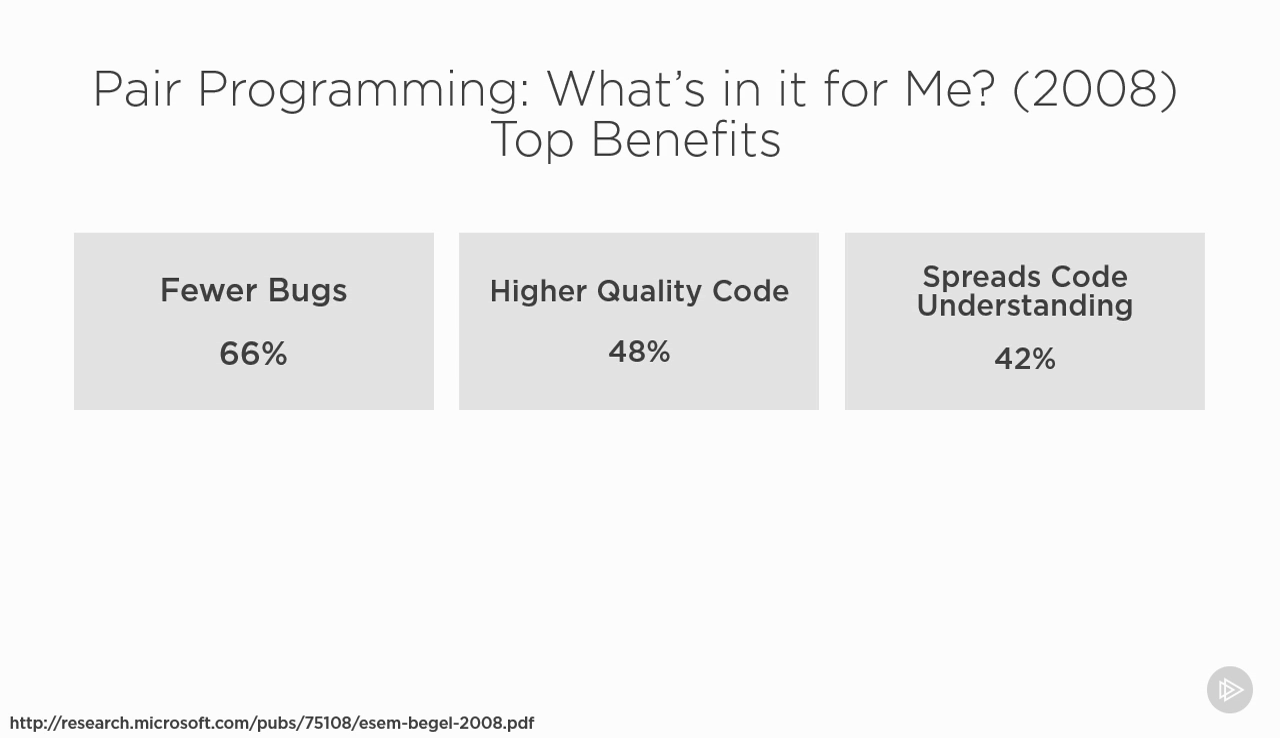 Pair Programming: What’s in it for Me? (2008)
Top Benefits
Fewer Bugs
66%
Higher Quality Code
48%
Spreads Code
Understanding
42%
http://research.microsoft.com/pubs/75108/esem-begel-2008.pdf